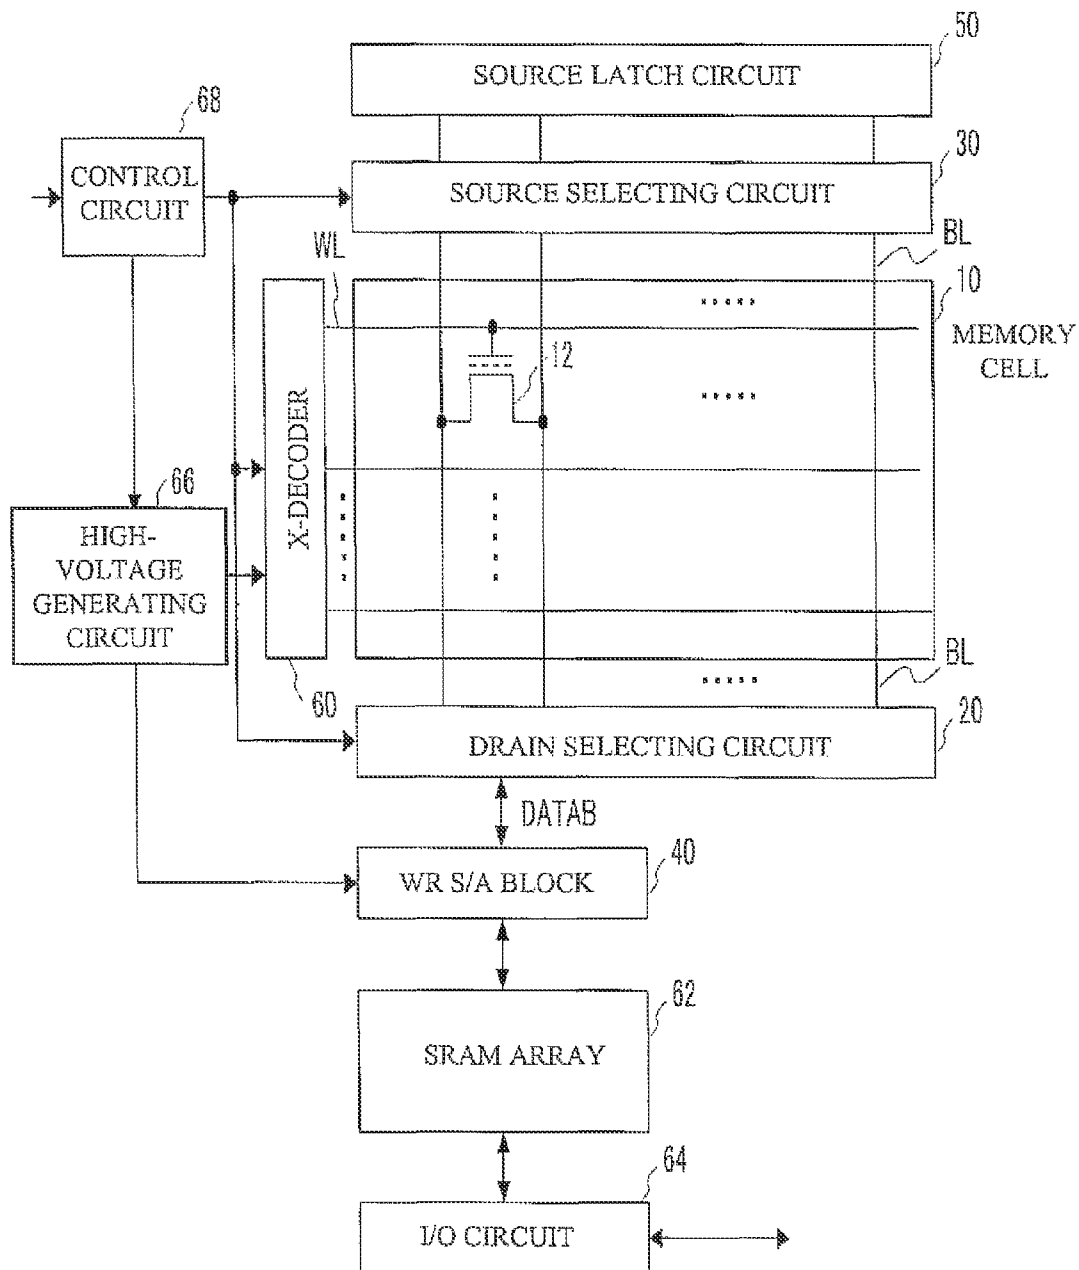 50
SOURCE LATCH CIRCUIT
68
CONTROL
CIRCUIT
30
SOURCE SELECTING CIRCUIT
WL
BL
10
MEMORY
CELL
12
X-DECODER
66
HIGH-
VOLTAGE
GENERATING
CIRCUIT
60
BL
20
DRAIN SELECTING CIRCUIT
DATAB
40
WR S/A BLOCK
62
SRAM ARRAY
64
I/O CIRCUIT